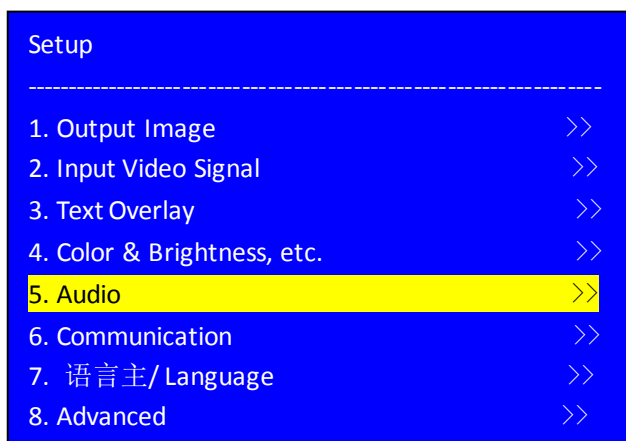 Setup
------------------------------------------------------------------------
1. Output Image >>
2. Input Video Signal >>
3. Text Overlay >>
4. Color & Brightness, etc. >>
5. Audio >>
6. Communication >>
7. 语言主/ Language >>
8. Advanced >>